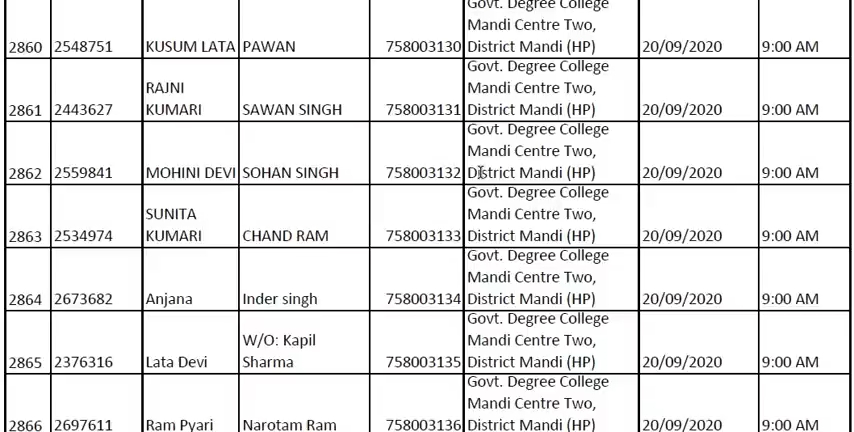 Govt. Degree College
Mandi Centre Two,
2860 2548751 KUSUM LATA PAWAN 758003130 District Mandi (HP) 20/09/2020 9:00 AM
Govt. Degree College
RAJNI Mandi Centre Two,
2861 2443627 KUMARI SAWAN SINGH 758003131 District Mandi (HP) 20/09/2020 9:00 AM
Govt. Degree College
Mandi Centre Two,
2862 2559841 MOHINI DEVI SOHAN SINGH 758003132 District Mandi (HP) 20/09/2020 9:00 AM
Govt. Degree College
SUNITA Mandi Centre Two,
2863 2534974 KUMARI CHAND RAM 758003133 District Mandi (HP) 20/09/2020 9:00 AM
Govt. Degree College
Mandi Centre Two,
2864 2673682 Anjana Inder singh 758003134 District Mandi (HP) 20/09/2020 9:00 AM
Govt. Degree College
W/O: Kapil Mandi Centre Two,
2865 2376316 Lata Devi Sharma 758003135 District Mandi (HP) 20/09/2020 9:00 AM
Govt. Degree College
Mandi Centre Two,
2866 2697611 Ram Pyari Narotam Ram 758003136 District Mandi (HP) 20/09/2020 9:00 AM